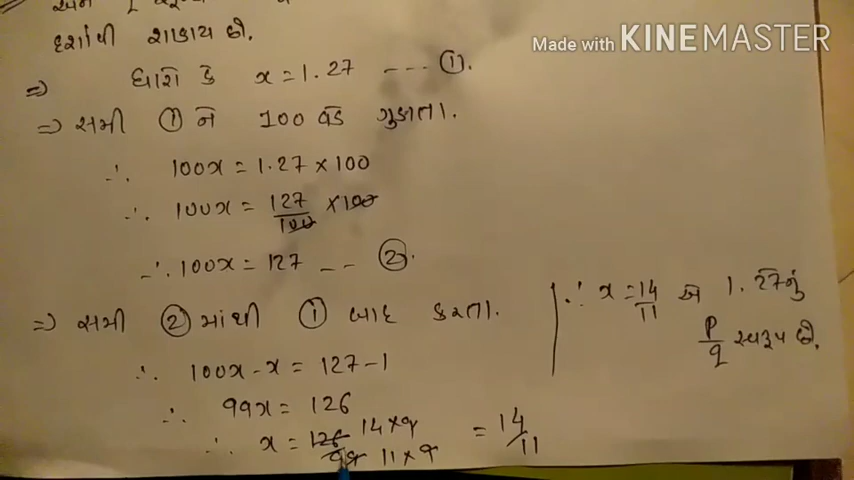 Made with KINEMASTER
દર્શાવી શકાય છે.
⇒ ધારો કે x = 1.27 --- ①.
⇒ સમી ① ને 100 વડે ગુણતા.
∴ 100x = 1.27 × 100
∴ 100x = 127/100 × 100
∴ 100x = 127 -- ②.
⇒ સમી ② માંથી ① બાદ કરતા.
∴ 100x - x = 127 - 1
∴ 99x = 126
∴ x = 126/99 14×9/11×9 = 14/11
∴ x = 14/11 એ 1.27નું
p/q સ્વરૂપ છે.